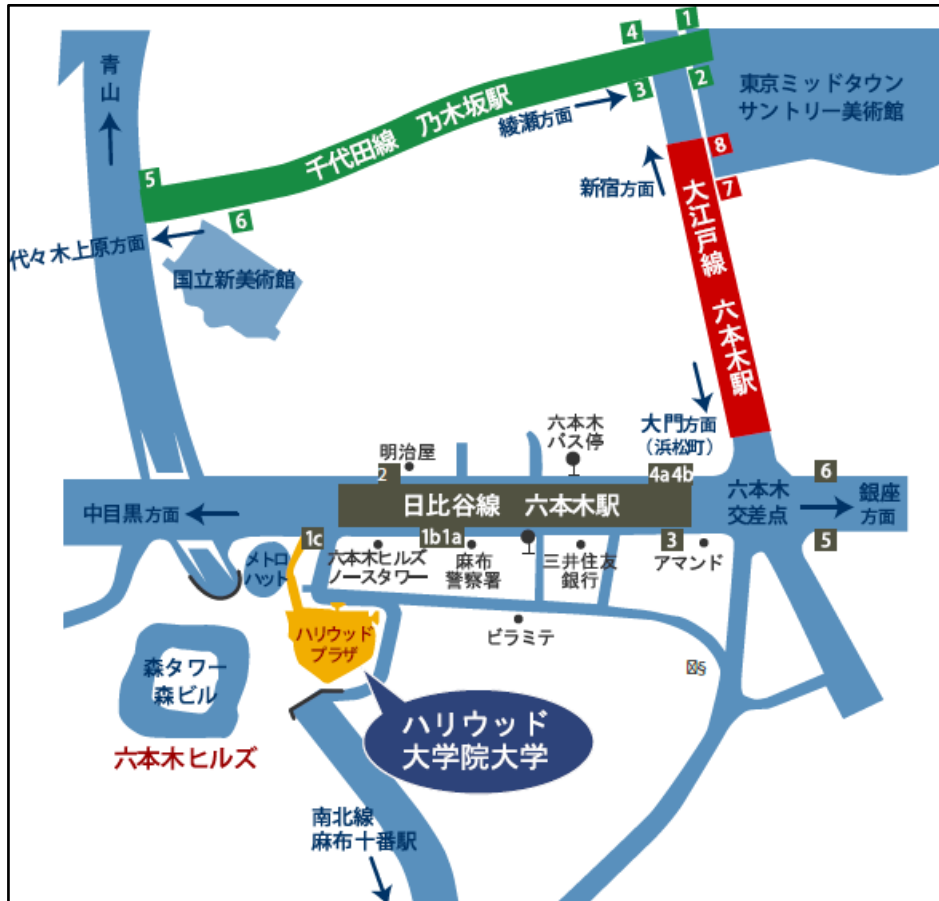 青山
4
1
3
2
綾瀬方面
千代田線 乃木坂駅
5
6
代々木上原方面
国立新美術館
東京ミッドタウン
サントリー美術館
新宿方面
8
7
大江戸線 六本木駅
大門方面
(浜松町)
六本木
バス停
明治屋
2
4a 4b
6
中目黒方面
日比谷線 六本木駅
六本木
交差点
銀座
方面
1c
1b1a
3
5
メトロ
ハット
六本木ヒルズ
ノースタワー
麻布
警察署
三井住友
銀行
アマンド
ハリウッド
プラザ
ビラミテ
森タワー
森ビル
六本木ヒルズ
ハリウッド
大学院大学
南北線
麻布十番駅